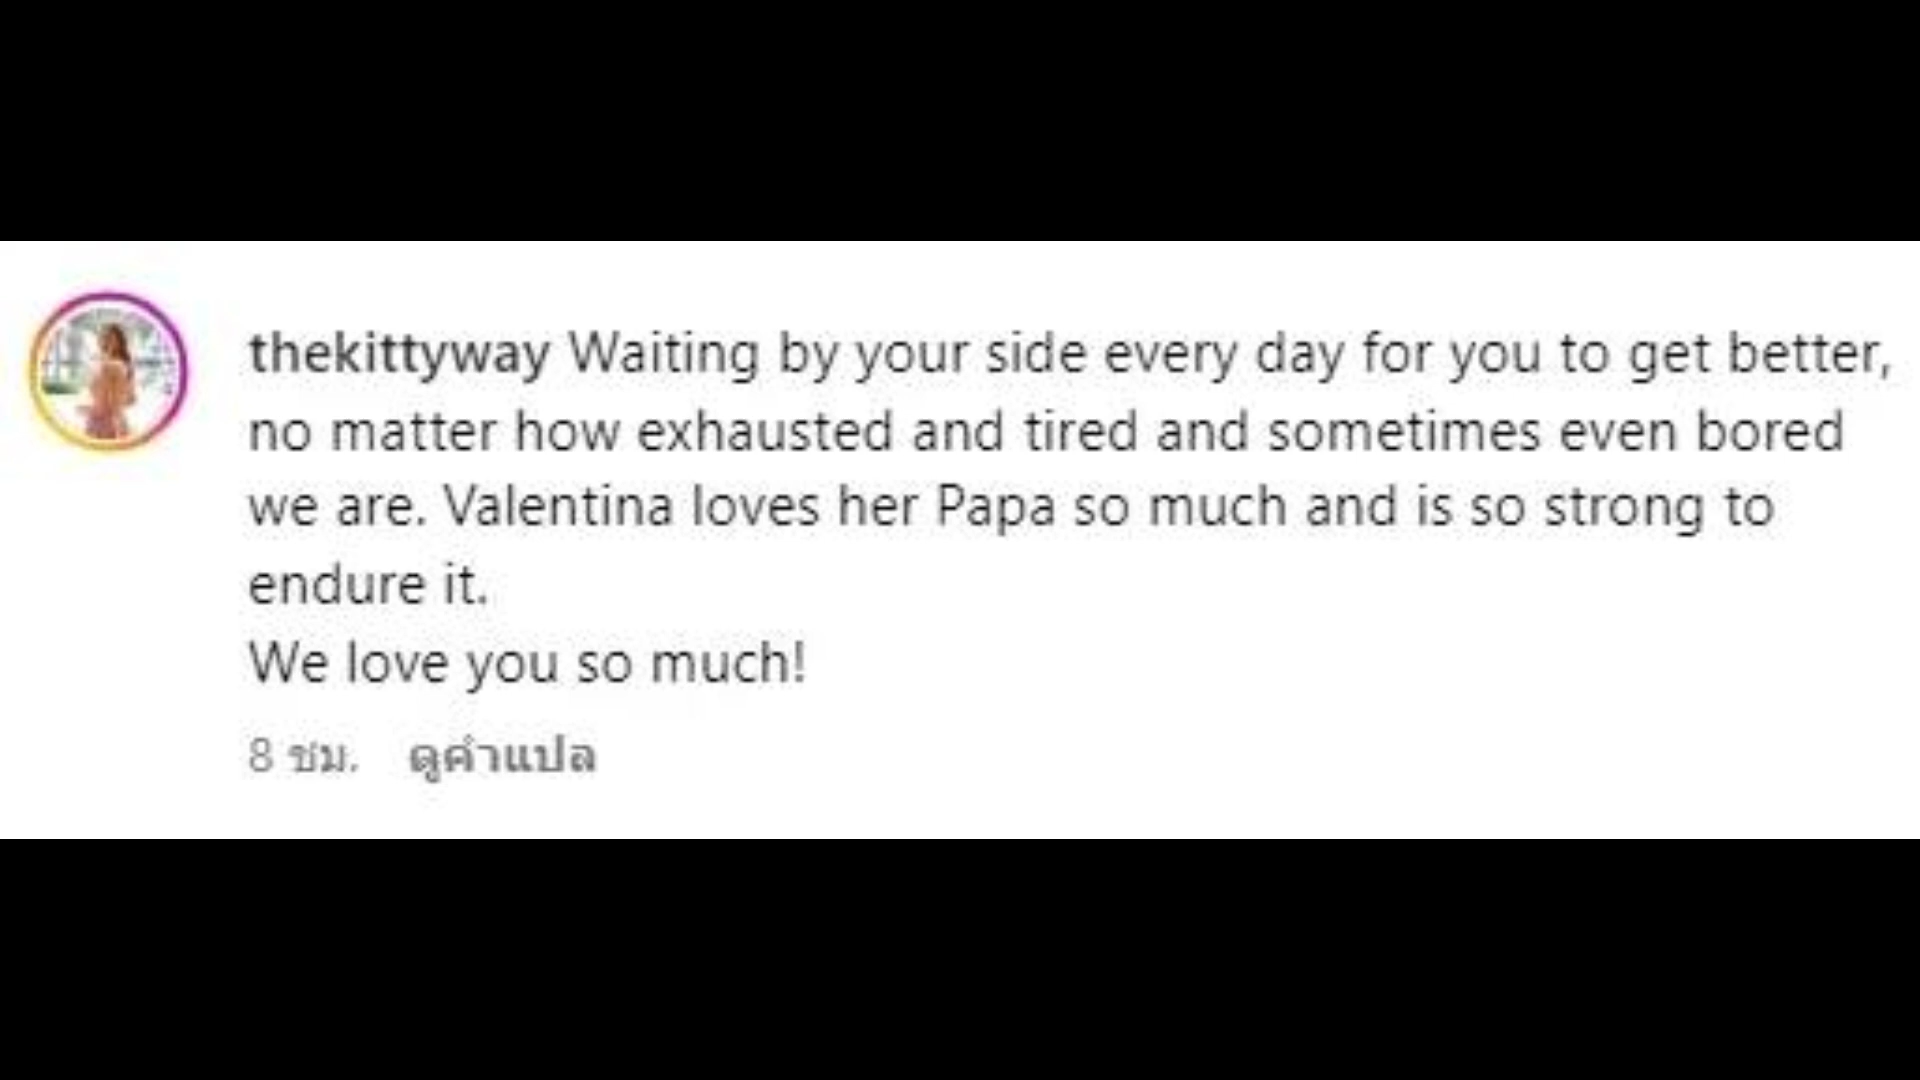 thekittyway Waiting by your side every day for you to get better,
no matter how exhausted and tired and sometimes even bored
we are. Valentina loves her Papa so much and is so strong to
endure it.
We love you so much!
8 ชม. ดูคำแปล